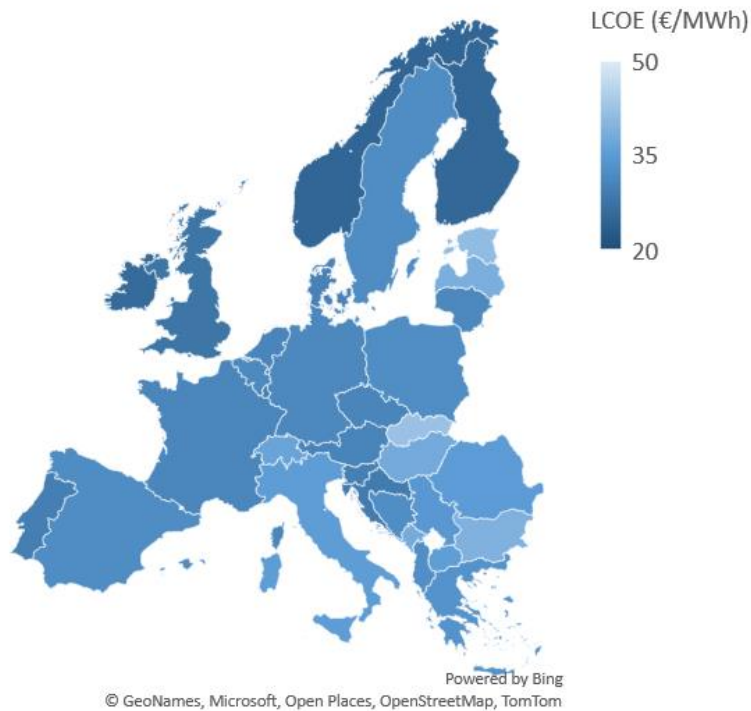 LCOE (€/MWh)
50
35
20
Powered by Bing
© GeoNames, Microsoft, Open Places, OpenStreetMap, TomTom